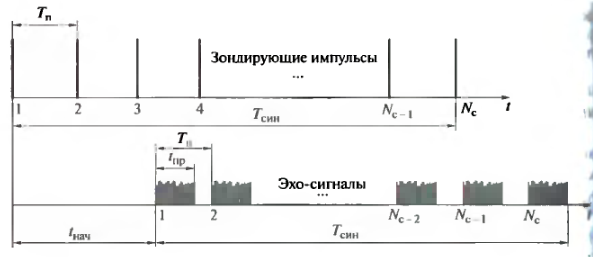 Tп
Зондирующие импульсы
...
1 2 3 4 Nс−1 Nс t
Tсин
Tп
tпр
Эхо-сигналы
...
1 2 Nс−2 Nс−1 Nс
tнач Tсин